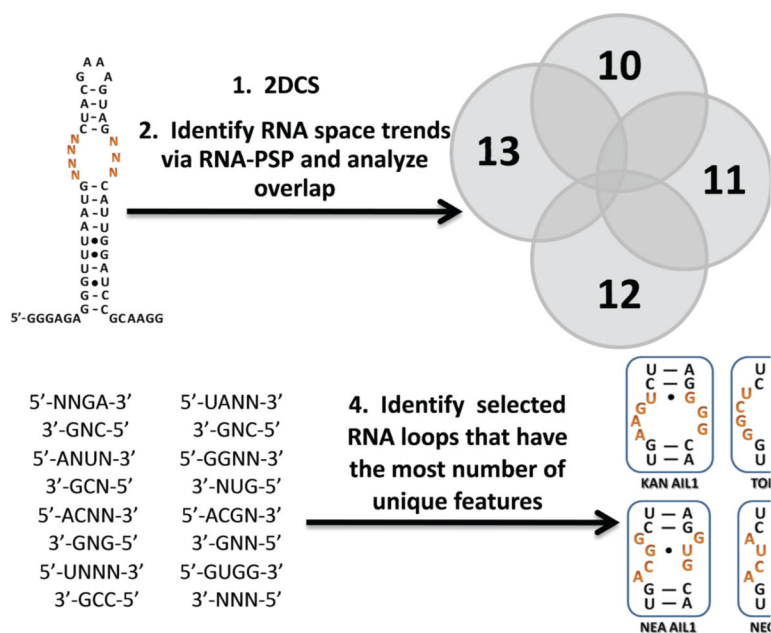 A
A A
G
C - G
A - U
U - A
C - G
N N
N N
N N
N
G - C
U - A
A - U
A - U
U • G
U • G
U - A
U • U
G - C
G - C
5’-GGGAGA GCAAGG
1. 2DCS
2. Identify RNA space trends
via RNA-PSP and analyze
overlap
10
13
11
12
5’-NNGA-3’ 5’-UANN-3’
3’-GNC-5’ 3’-GNC-5’
5’-ANUN-3’ 5’-GGNN-3’
3’-GCN-5’ 3’-NUG-5’
5’-ACNN-3’ 5’-ACGN-3’
3’-GNG-5’ 3’-GNN-5’
5’-UNNN-3’ 5’-GUGG-3’
3’-GCC-5’ 3’-NNN-5’
4. Identify selected
RNA loops that have
the most number of
unique features
U — A
C — G
U • G
G G
A G
A
G — C
U — A
KAN AIL1
U
C
U
C
G
G
G
U
U — A
C — G
G G
G • U
C G
A
G — C
U — A
NEA AIL1
U
C
A
U
C
A
G
U